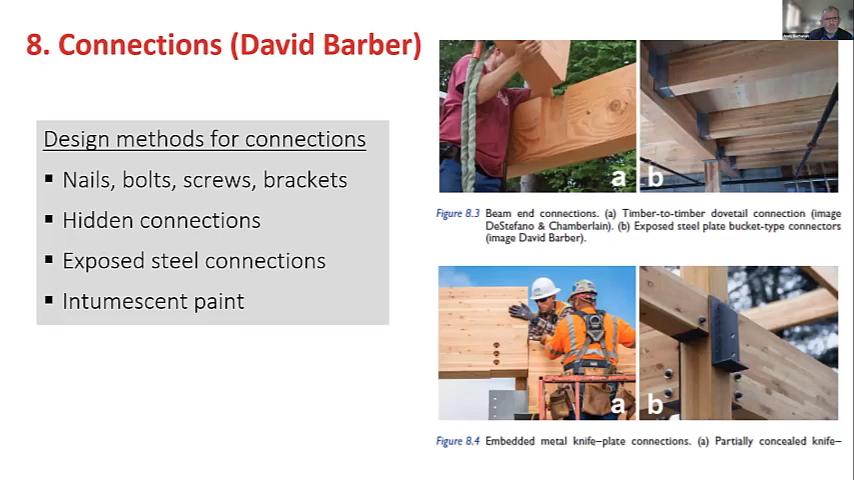 8. Connections (David Barber)
Design methods for connections
▪ Nails, bolts, screws, brackets
▪ Hidden connections
▪ Exposed steel connections
▪ Intumescent paint
a
b
Figure 8.3 Beam end connections. (a) Timber-to-timber dovetail connection (image
DeStefano & Chamberlain). (b) Exposed steel plate bucket-type connectors
(image David Barber).
a
b
Figure 8.4 Embedded metal knife–plate connections. (a) Partially concealed knife–